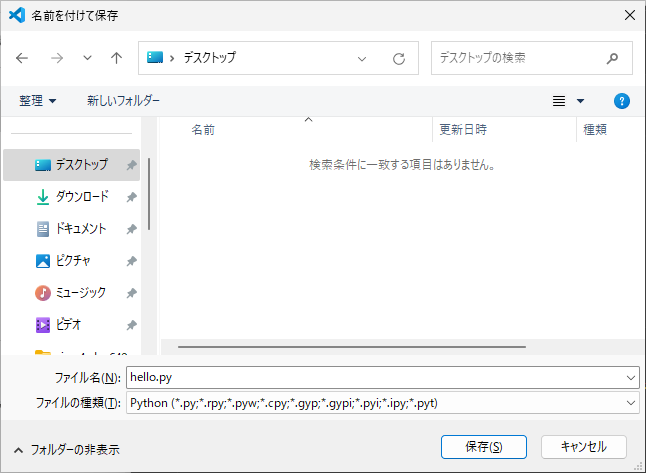 名前を付けて保存
デスクトップ
デスクトップの検索
整理
新しいフォルダー
名前
更新日時
種類
検索条件に一致する項目はありません。
デスクトップ
ダウンロード
ドキュメント
ピクチャ
ミュージック
ビデオ
ファイル名(N):
hello.py
ファイルの種類(T):
Python (*.py;*.rpy;*.pyw;*.cpy;*.gyp;*.gypi;*.pyi;*.ipy;*.pyt)
フォルダーの非表示
保存(S)
キャンセル